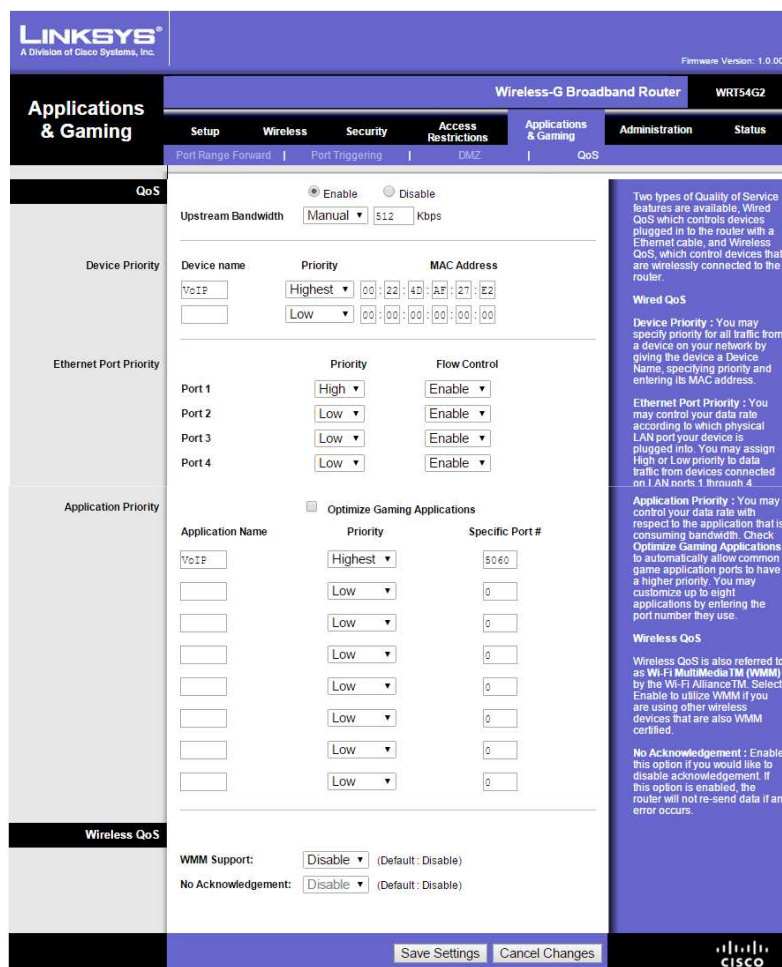 LINKSYS®
A Division of Cisco Systems, Inc.
Firmware Version: 1.0.00
Applications & Gaming
Wireless-G Broadband Router WRT54G2
Setup Wireless Security Access Restrictions Applications & Gaming Administration Status
Port Range Forward | Port Triggering | DMZ | QoS
QoS
Enable Disable
Upstream Bandwidth Manual 512 Kbps
Device Priority
Device name Priority MAC Address
VoIP Highest 00 : 22 : 4D : AF : 27 : E2
Low 00 : 00 : 00 : 00 : 00 : 00
Ethernet Port Priority
Priority Flow Control
Port 1 High Enable
Port 2 Low Enable
Port 3 Low Enable
Port 4 Low Enable
Application Priority
Optimize Gaming Applications
Application Name Priority Specific Port #
VoIP Highest 5060
Low 0
Low 0
Low 0
Low 0
Low 0
Low 0
Low 0
Wireless QoS
WMM Support: Disable (Default : Disable)
No Acknowledgement: Disable (Default : Disable)
Save Settings Cancel Changes
Two types of Quality of Service
features are available, Wired
QoS which controls devices
plugged in to the router with a
Ethernet cable, and Wireless
QoS, which control devices that
are wirelessly connected to the
router.
Wired QoS
Device Priority : You may
specify priority for all traffic from
a device on your network by
giving the device a Device
Name, specifying priority and
entering its MAC address.
Ethernet Port Priority : You
may control your data rate
according to which physical
LAN port your device is
plugged into. You may assign
High or Low priority to data
traffic from devices connected
on LAN ports 1 through 4
Application Priority : You may
control your data rate with
respect to the application that is
consuming bandwidth. Check
Optimize Gaming Applications
to automatically allow common
game application ports to have
a higher priority. You may
customize up to eight
applications by entering the
port number they use.
Wireless QoS
Wireless QoS is also referred to
as Wi-Fi MultiMediaTM (WMM)
by the Wi-Fi AllianceTM. Select
Enable to utilize WMM if you
are using other wireless
devices that are also WMM
certified.
No Acknowledgement : Enable
this option if you would like to
disable acknowledgement. If
this option is enabled, the
router will not re-send data if an
error occurs.
CISCO